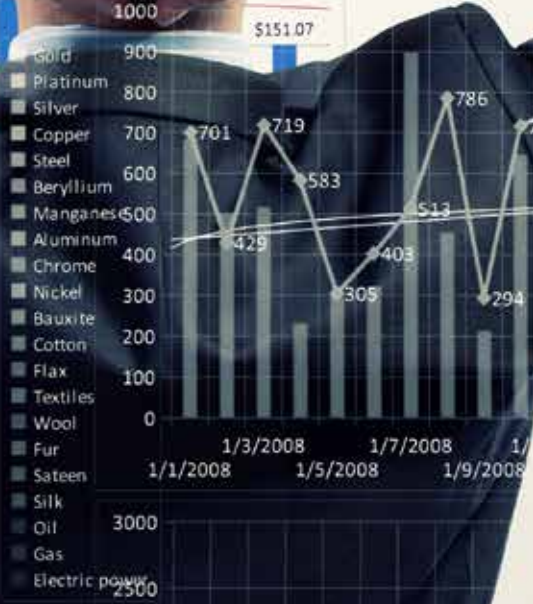 1000
$151.07
Gold
900
Platinum
800
Silver
786
Copper
700
701
719
Steel
600
583
Beryllium
Manganese
500
513
Aluminum
400
429
403
Chrome
Nickel
300
305
294
Bauxite
200
Cotton
Flax
100
Textiles
0
Wool
Fur
1/3/2008
1/7/2008
Sateen
1/1/2008
1/5/2008
1/9/2008
Silk
Oil
3000
Gas
Electric power
2500